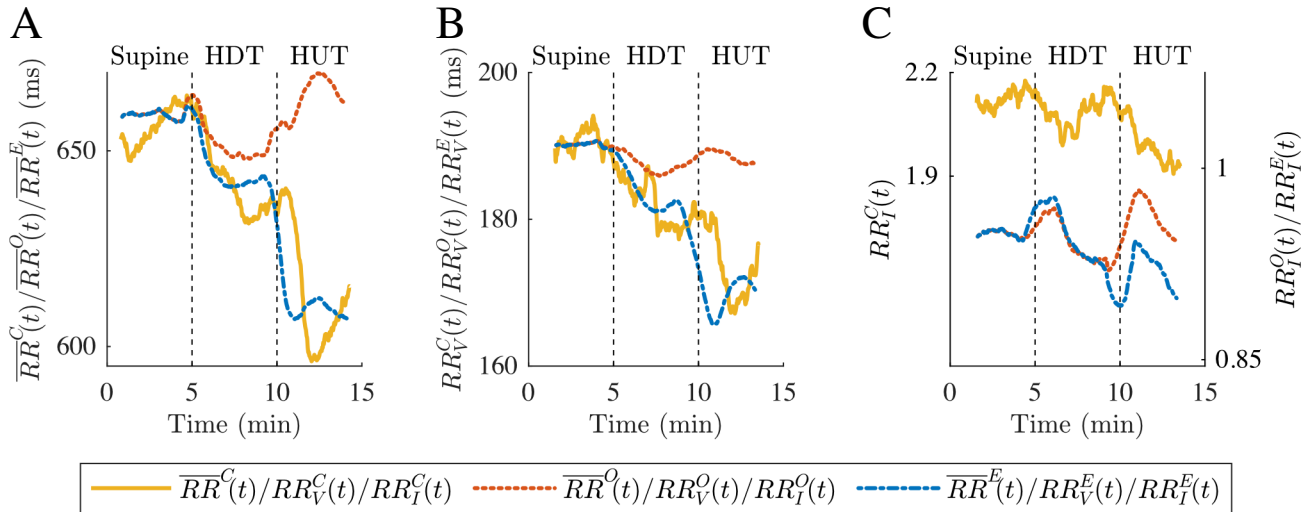 A
Supine HDT HUT
650
600
0 5 10 15
Time (min)
$\overline{RR}^C(t)/\overline{RR}^O(t)/\overline{RR}^E(t)$ (ms)
B
Supine HDT HUT
200
180
160
0 5 10 15
Time (min)
$RR_V^C(t)/RR_V^O(t)/RR_V^E(t)$ (ms)
C
Supine HDT HUT
2.2
1.9
1.6
1
0.85
0 5 10 15
Time (min)
$RR_I^C(t)$
$RR_I^O(t)/RR_I^E(t)$
$\overline{RR}^C(t)/RR_V^C(t)/RR_I^C(t)$ $\overline{RR}^O(t)/RR_V^O(t)/RR_I^O(t)$ $\overline{RR}^E(t)/RR_V^E(t)/RR_I^E(t)$